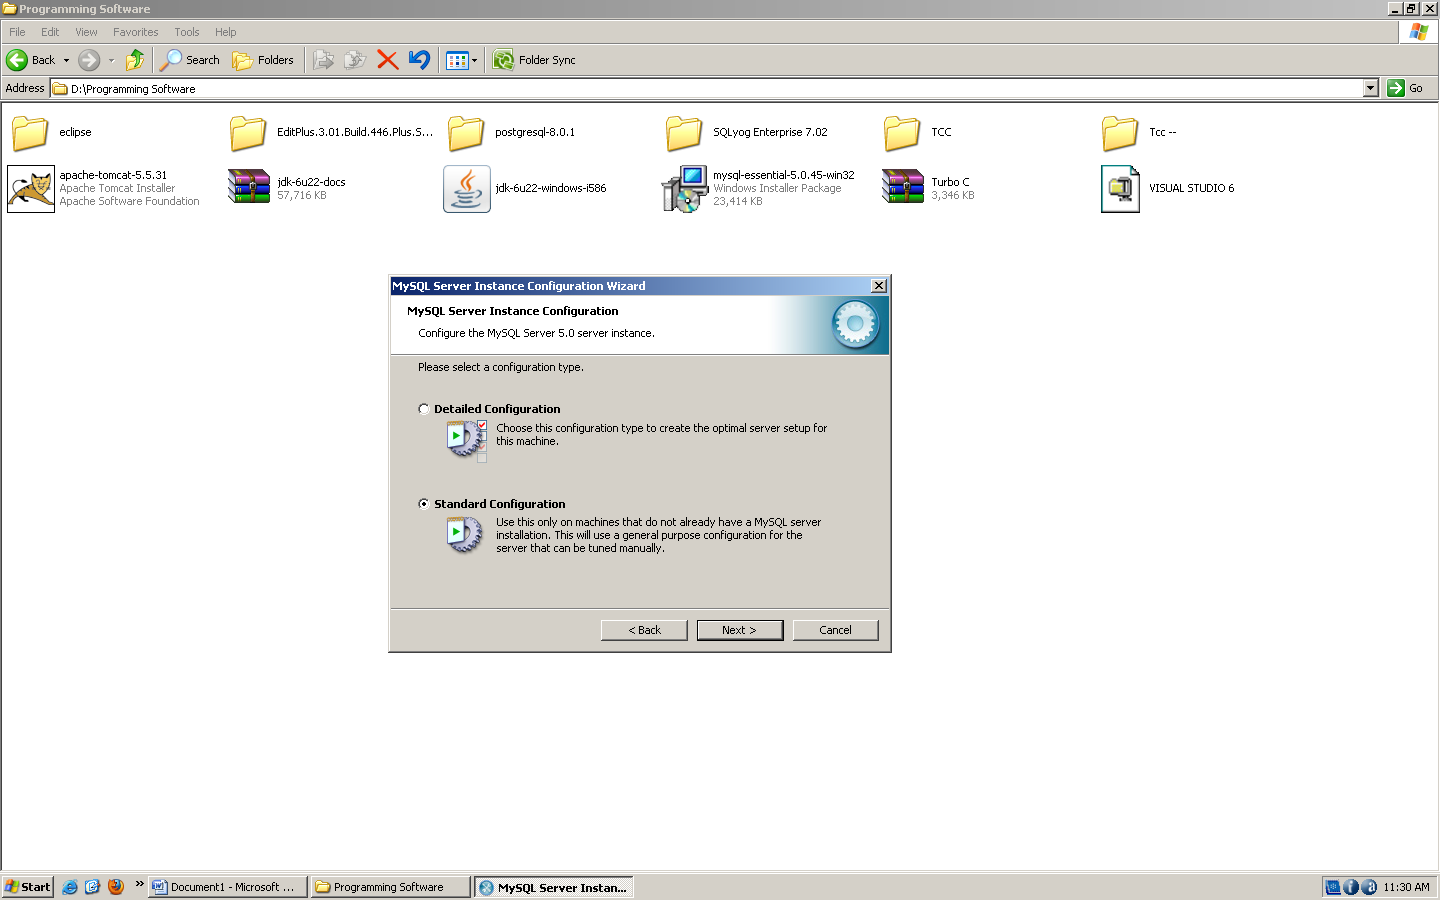 Programming Software
File Edit View Favorites Tools Help
Back Search Folders Folder Sync
Address D:\Programming Software Go
eclipse
EditPlus.3.01.Build.446.Plus.S...
postgresql-8.0.1
SQLyog Enterprise 7.02
TCC
Tcc --
apache-tomcat-5.5.31
Apache Tomcat Installer
Apache Software Foundation
jdk-6u22-docs
57,716 KB
jdk-6u22-windows-i586
mysql-essential-5.0.45-win32
Windows Installer Package
23,414 KB
Turbo C
3,346 KB
VISUAL STUDIO 6
MySQL Server Instance Configuration Wizard
MySQL Server Instance Configuration
Configure the MySQL Server 5.0 server instance.
Please select a configuration type.
Detailed Configuration
Choose this configuration type to create the optimal server setup for
this machine.
Standard Configuration
Use this only on machines that do not already have a MySQL server
installation. This will use a general purpose configuration for the
server that can be tuned manually.
< Back Next > Cancel
Start » Document1 - Microsoft ... Programming Software MySQL Server Instan... 11:30 AM